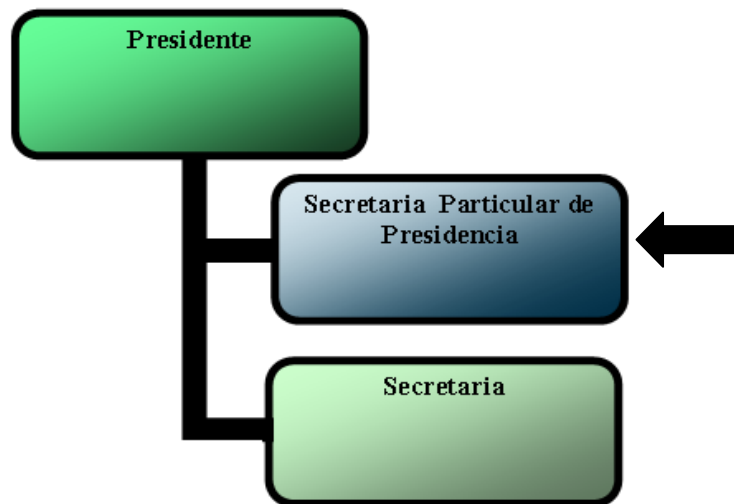 Presidente
Secretaria Particular de
Presidencia
Secretaria